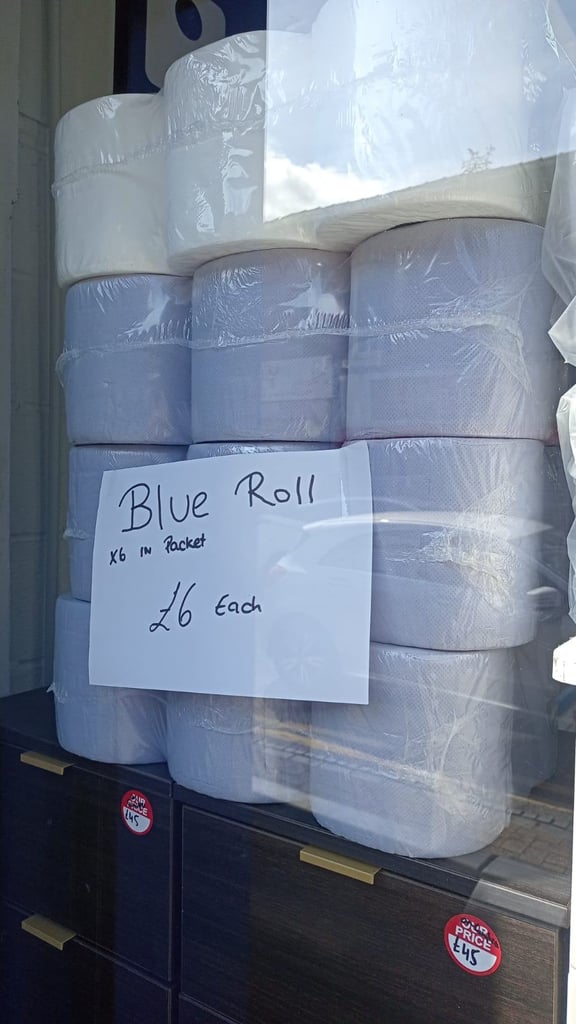 Blue Roll
x6 in Packet
£6 Each
OUR
PRICE
£45
OUR
PRICE
£45